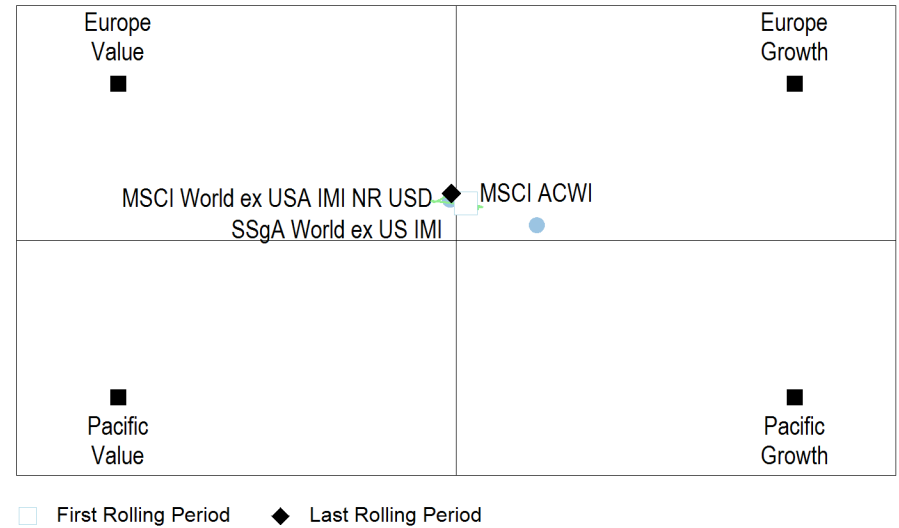 Europe
Value
Europe
Growth
MSCI World ex USA IMI NR USD
MSCI ACWI
SSgA World ex US IMI
Pacific
Value
Pacific
Growth
First Rolling Period
Last Rolling Period